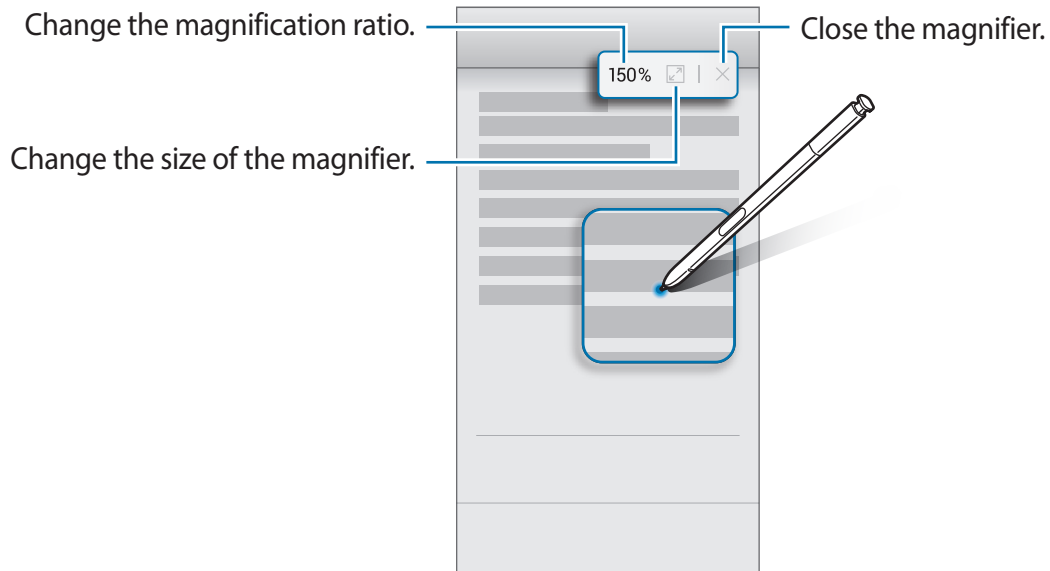 Change the magnification ratio.
Close the magnifier.
150%
Change the size of the magnifier.